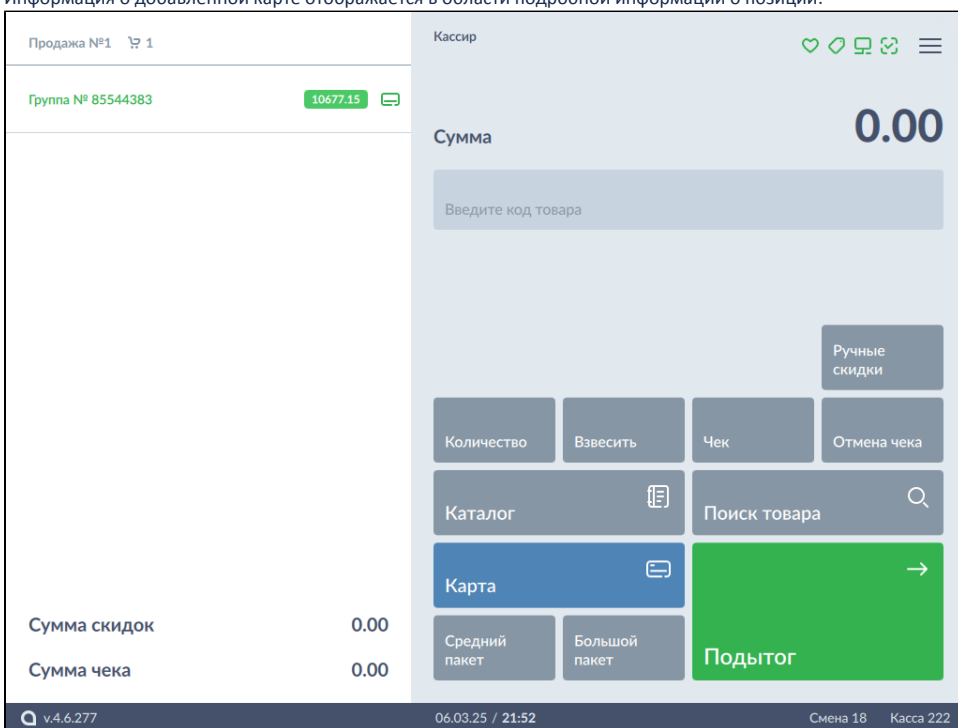 Информация о добавленной карте отображается в области подробной информации о позиции.
Продажа №1 1
Кассир
Группа № 85544383 10677.15
Сумма 0.00
Введите код товара
Ручные
скидки
Количество Взвесить Чек Отмена чека
Каталог Поиск товара
Карта
Сумма скидок 0.00
Средний
пакет
Большой
пакет
Подытог
Сумма чека 0.00
v.4.6.277 06.03.25 / 21:52 Смена 18 Касса 222